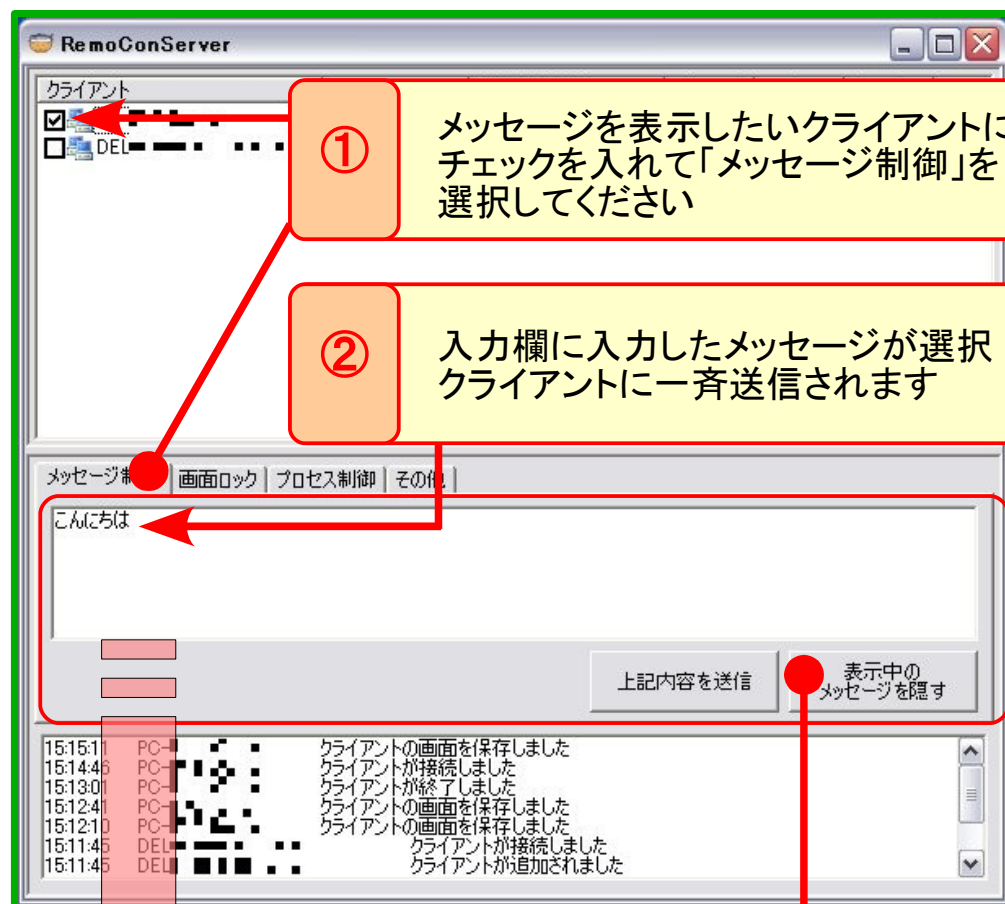 RemoConServer
クライアント
①
メッセージを表示したいクライアントに
チェックを入れて「メッセージ制御」を
選択してください
DEL
②
入力欄に入力したメッセージが選択
クライアントに一斉送信されます
メッセージ制 画面ロック プロセス制御 その他
こんにちは
上記内容を送信
表示中の
メッセージを隠す
15:15:11 PC- クライアントの画面を保存しました
15:14:46 PC- クライアントが接続しました
15:13:01 PC- クライアントが終了しました
15:12:41 PC- クライアントの画面を保存しました
15:12:10 PC- クライアントの画面を保存しました
15:11:45 DEL クライアントが接続しました
15:11:45 DEL クライアントが追加されました